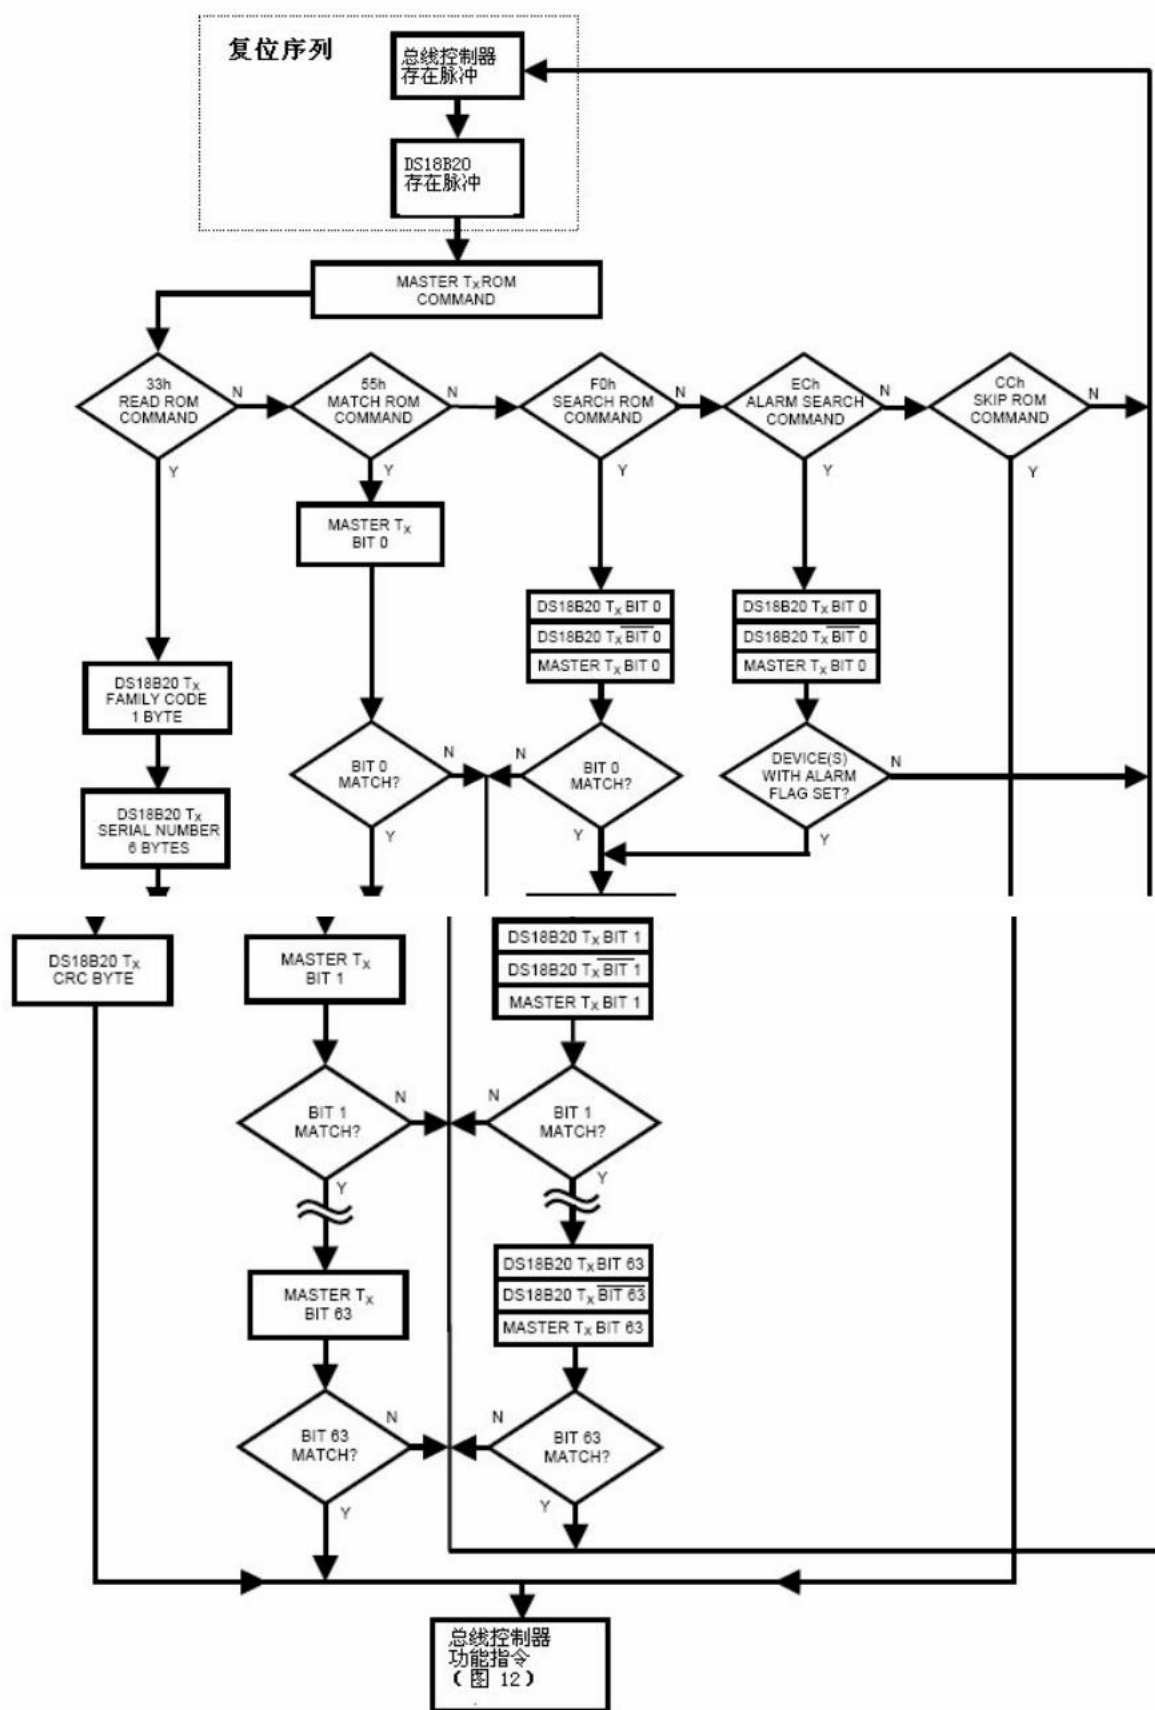 复位序列
总线控制器
存在脉冲
DS18B20
存在脉冲
MASTER TX ROM
COMMAND
33h
READ ROM
COMMAND
N
Y
55h
MATCH ROM
COMMAND
N
Y
F0h
SEARCH ROM
COMMAND
N
Y
ECh
ALARM SEARCH
COMMAND
N
Y
CCh
SKIP ROM
COMMAND
N
Y
MASTER TX
BIT 0
DS18B20 TX BIT 0
DS18B20 TX BIT 0
MASTER TX BIT 0
DS18B20 TX BIT 0
DS18B20 TX BIT 0
MASTER TX BIT 0
DS18B20 TX
FAMILY CODE
1 BYTE
BIT 0
MATCH?
N
Y
N
BIT 0
MATCH?
Y
DEVICE(S)
WITH ALARM
FLAG SET?
N
Y
DS18B20 TX
SERIAL NUMBER
6 BYTES
DS18B20 TX
CRC BYTE
MASTER TX
BIT 1
DS18B20 TX BIT 1
DS18B20 TX BIT 1
MASTER TX BIT 1
BIT 1
MATCH?
N
Y
N
BIT 1
MATCH?
Y
MASTER TX
BIT 63
DS18B20 TX BIT 63
DS18B20 TX BIT 63
MASTER TX BIT 63
BIT 63
MATCH?
N
Y
N
BIT 63
MATCH?
Y
总线控制器
功能指令
（图 12）